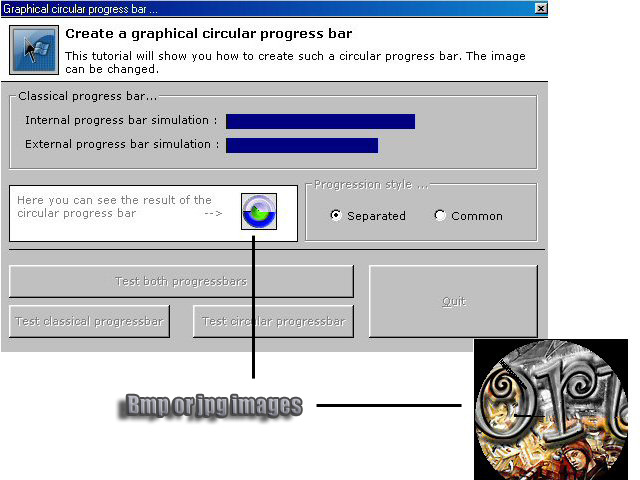 Graphical circular progress bar ...
Create a graphical circular progress bar
This tutorial will show you how to create such a circular progress bar. The image
can be changed.
Classical progress bar...
Internal progress bar simulation :
External progress bar simulation :
Here you can see the result of the
circular progress bar -->
Progression style ...
Separated
Common
Test both progressbars
Test classical progressbar
Test circular progressbar
Quit
Bmp or jpg images